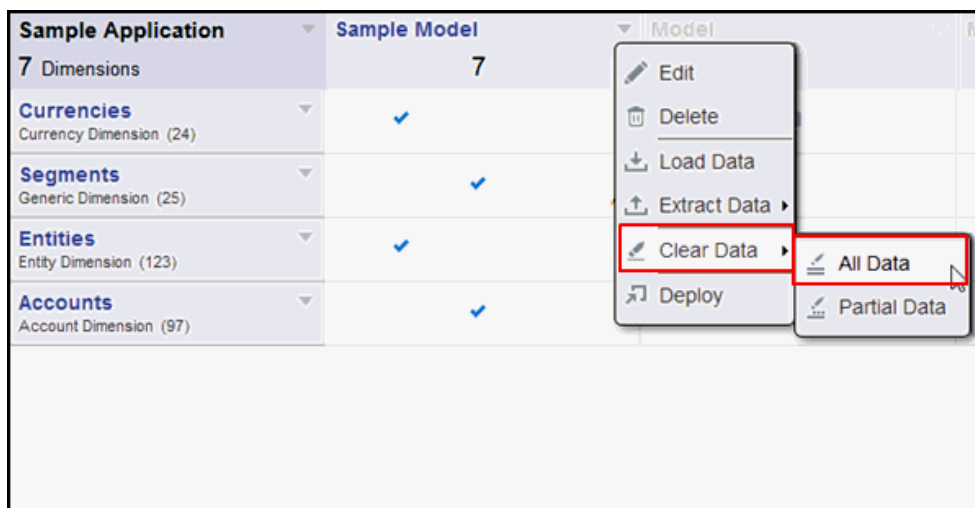 Sample Application
Sample Model
Model
7 Dimensions
7
Edit
Delete
Load Data
Extract Data
Clear Data
All Data
Partial Data
Deploy
Currencies
Currency Dimension (24)
Segments
Generic Dimension (25)
Entities
Entity Dimension (123)
Accounts
Account Dimension (97)